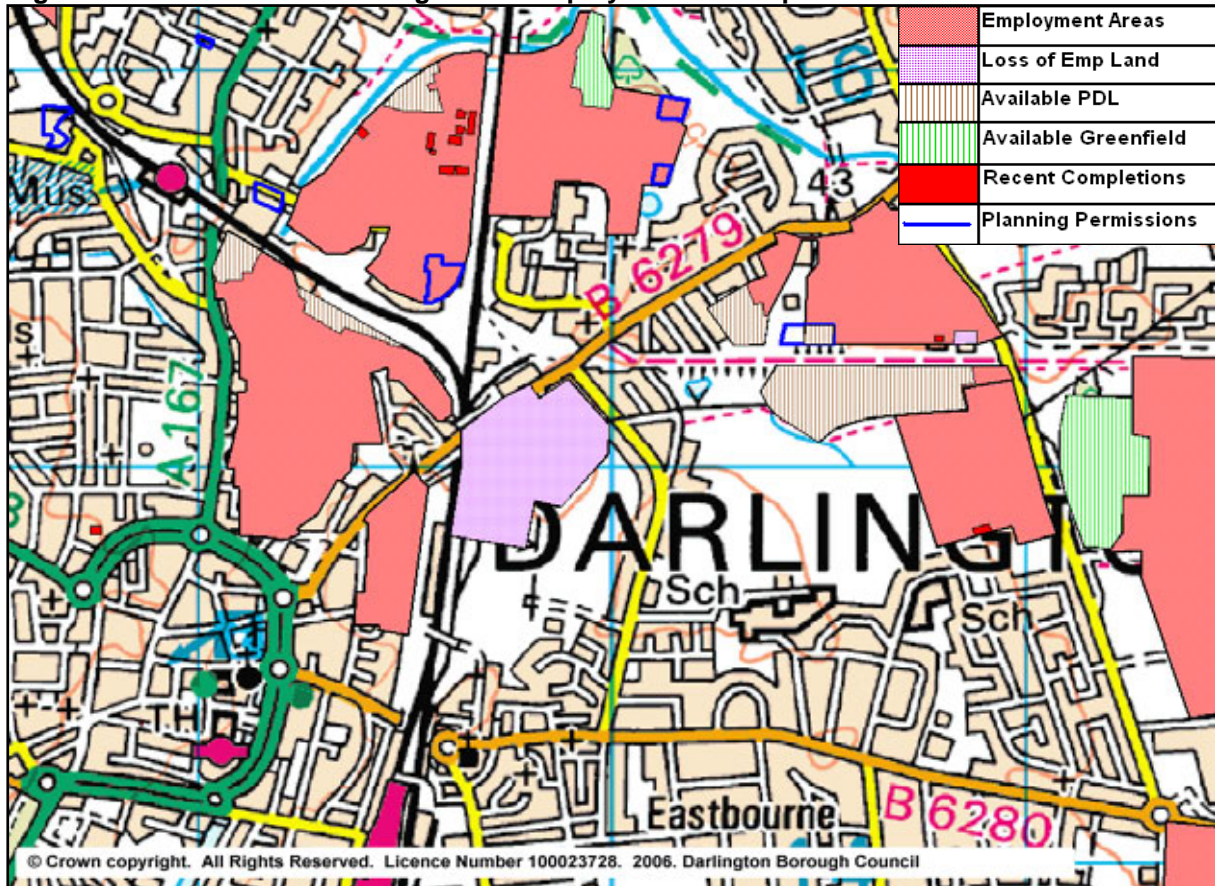 Employment Areas
Loss of Emp Land
Available PDL
Available Greenfield
Recent Completions
Planning Permissions
Mus
43
B 6279
A 167
DARLINGT
Sch
Sch
TH
Eastbourne
B 6280
© Crown copyright. All Rights Reserved. Licence Number 100023728. 2006. Darlington Borough Council